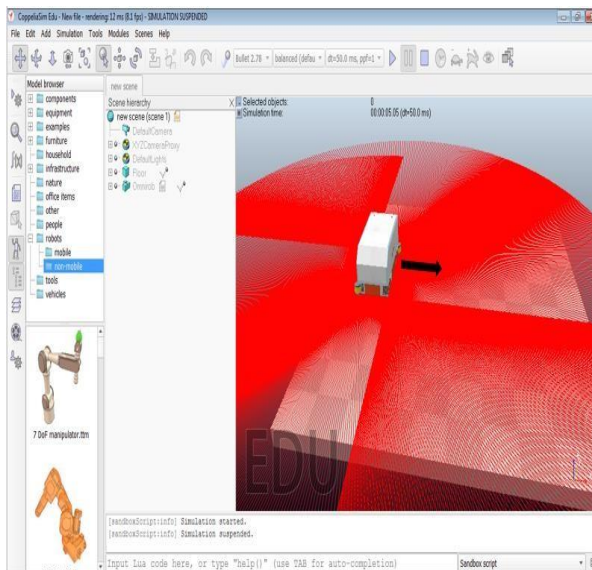 CoppeliaSim Edu - New file - rendering: 12 ms (8.1 fps) - SIMULATION SUSPENDED
File Edit Add Simulation Tools Modules Scenes Help
Bullet 2.78 balanced (defau dt=50.0 ms, ppf=1
Model browser
components
equipment
examples
furniture
household
infrastructure
nature
office items
other
people
robots
mobile
non-mobile
tools
vehicles
7 DoF manipulator.ttm
new scene
Scene hierarchy X
new scene (scene 1)
DefaultCamera
XYZCameraProxy
DefaultLights
Floor
Omnirob
Selected objects: 0
Simulation time: 00:00:05.05 (dt=50.0 ms)
EDU
[sandboxScript:info] Simulation started.
[sandboxScript:info] Simulation suspended.
Input Lua code here, or type "help()" (use TAB for auto-completion) Sandbox script